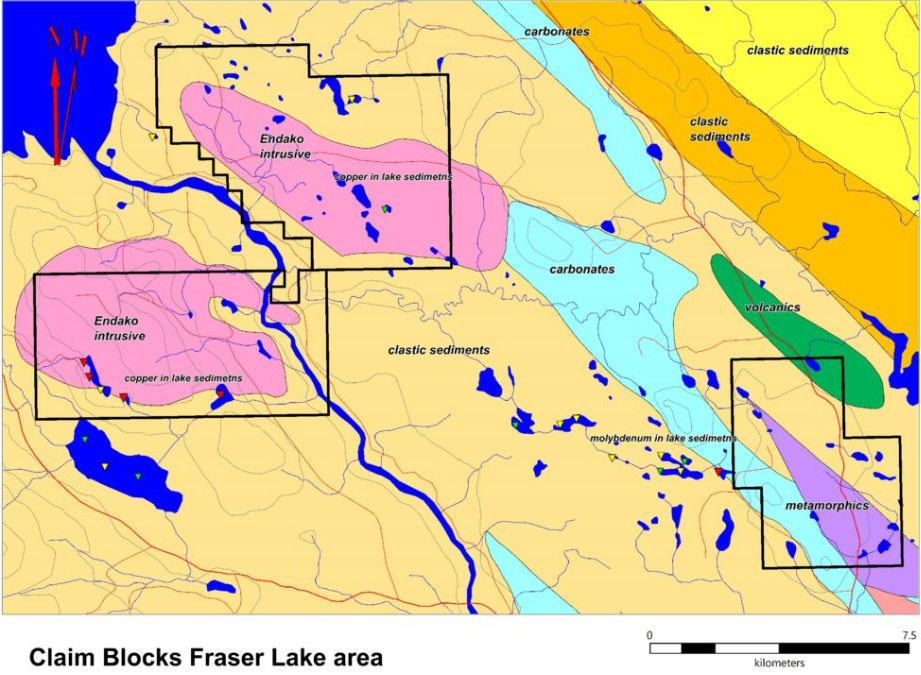 carbonates
clastic sediments
clastic
sediments
N M
Endako
intrusive
copper in lake sedimetns
carbonates
volcanics
Endako
intrusive
clastic sediments
copper in lake sedimetns
molybdenum in lake sedimetns
metamorphics
Claim Blocks Fraser Lake area
0 7.5
kilometers